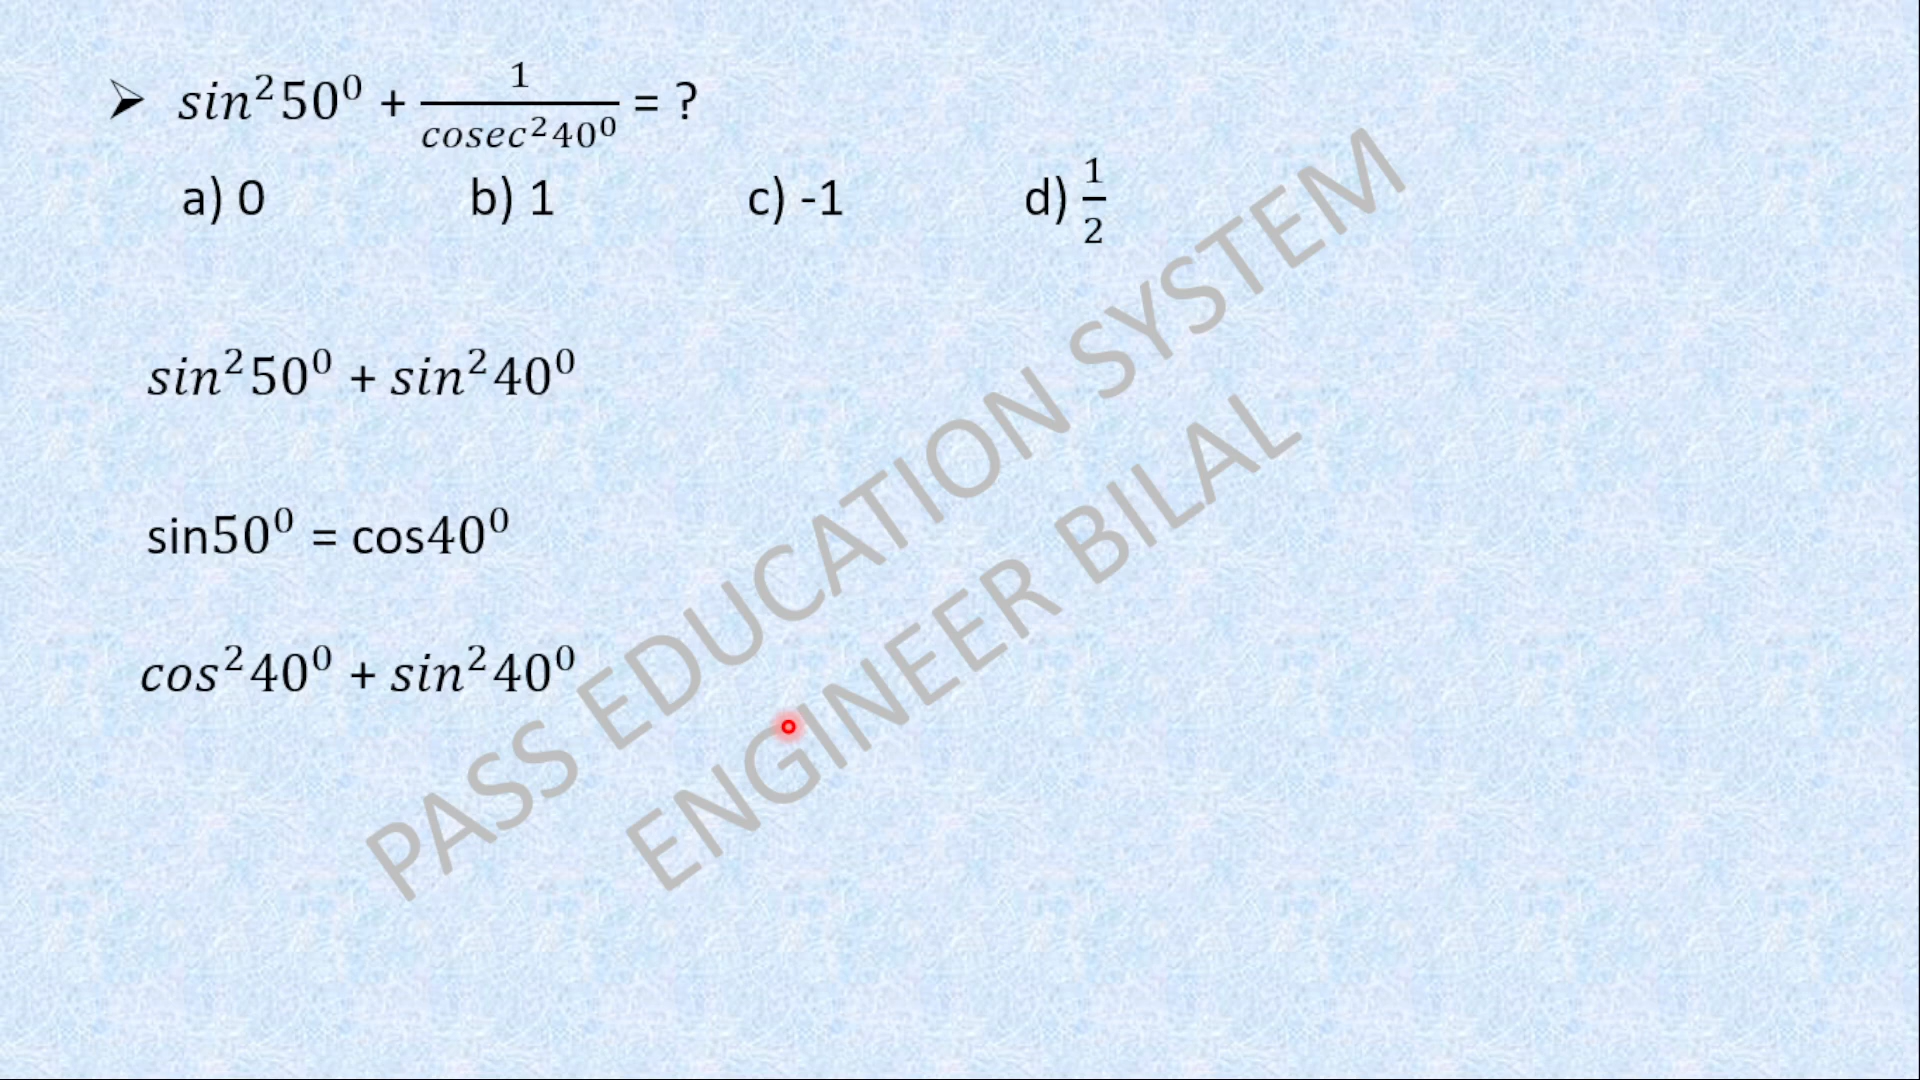 ➢ sin²50⁰ + 1/cosec²40⁰ = ?
a) 0 b) 1 c) -1 d) 1/2
sin²50⁰ + sin²40⁰
sin50⁰ = cos40⁰
cos²40⁰ + sin²40⁰
PASS EDUCATION SYSTEM
ENGINEER BILAL